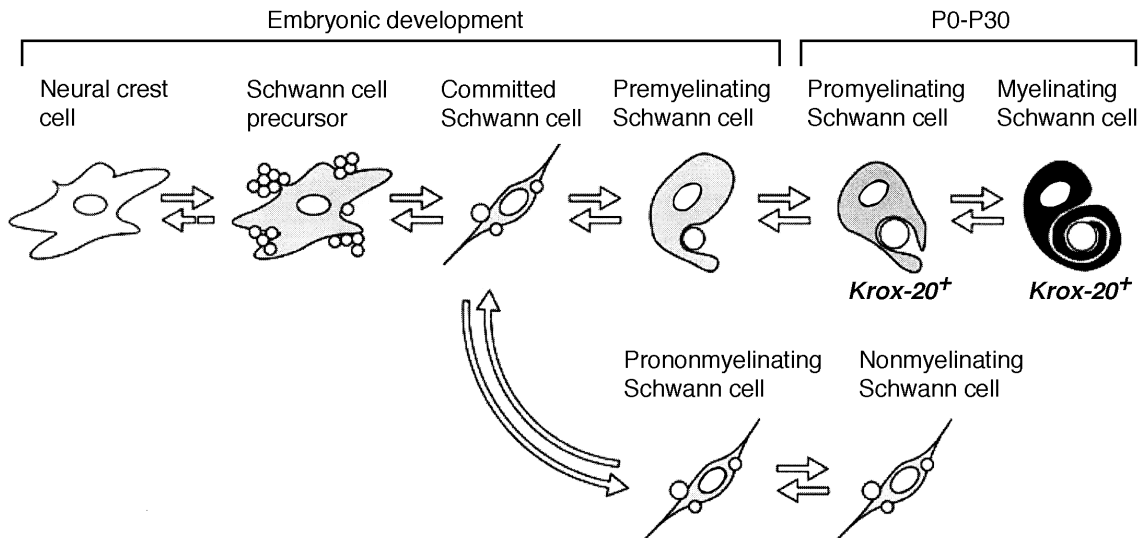 Embryonic development
P0-P30
Neural crest
cell
Schwann cell
precursor
Committed
Schwann cell
Premyelinating
Schwann cell
Promyelinating
Schwann cell
Myelinating
Schwann cell
Krox-20+
Krox-20+
Prononmyelinating
Schwann cell
Nonmyelinating
Schwann cell